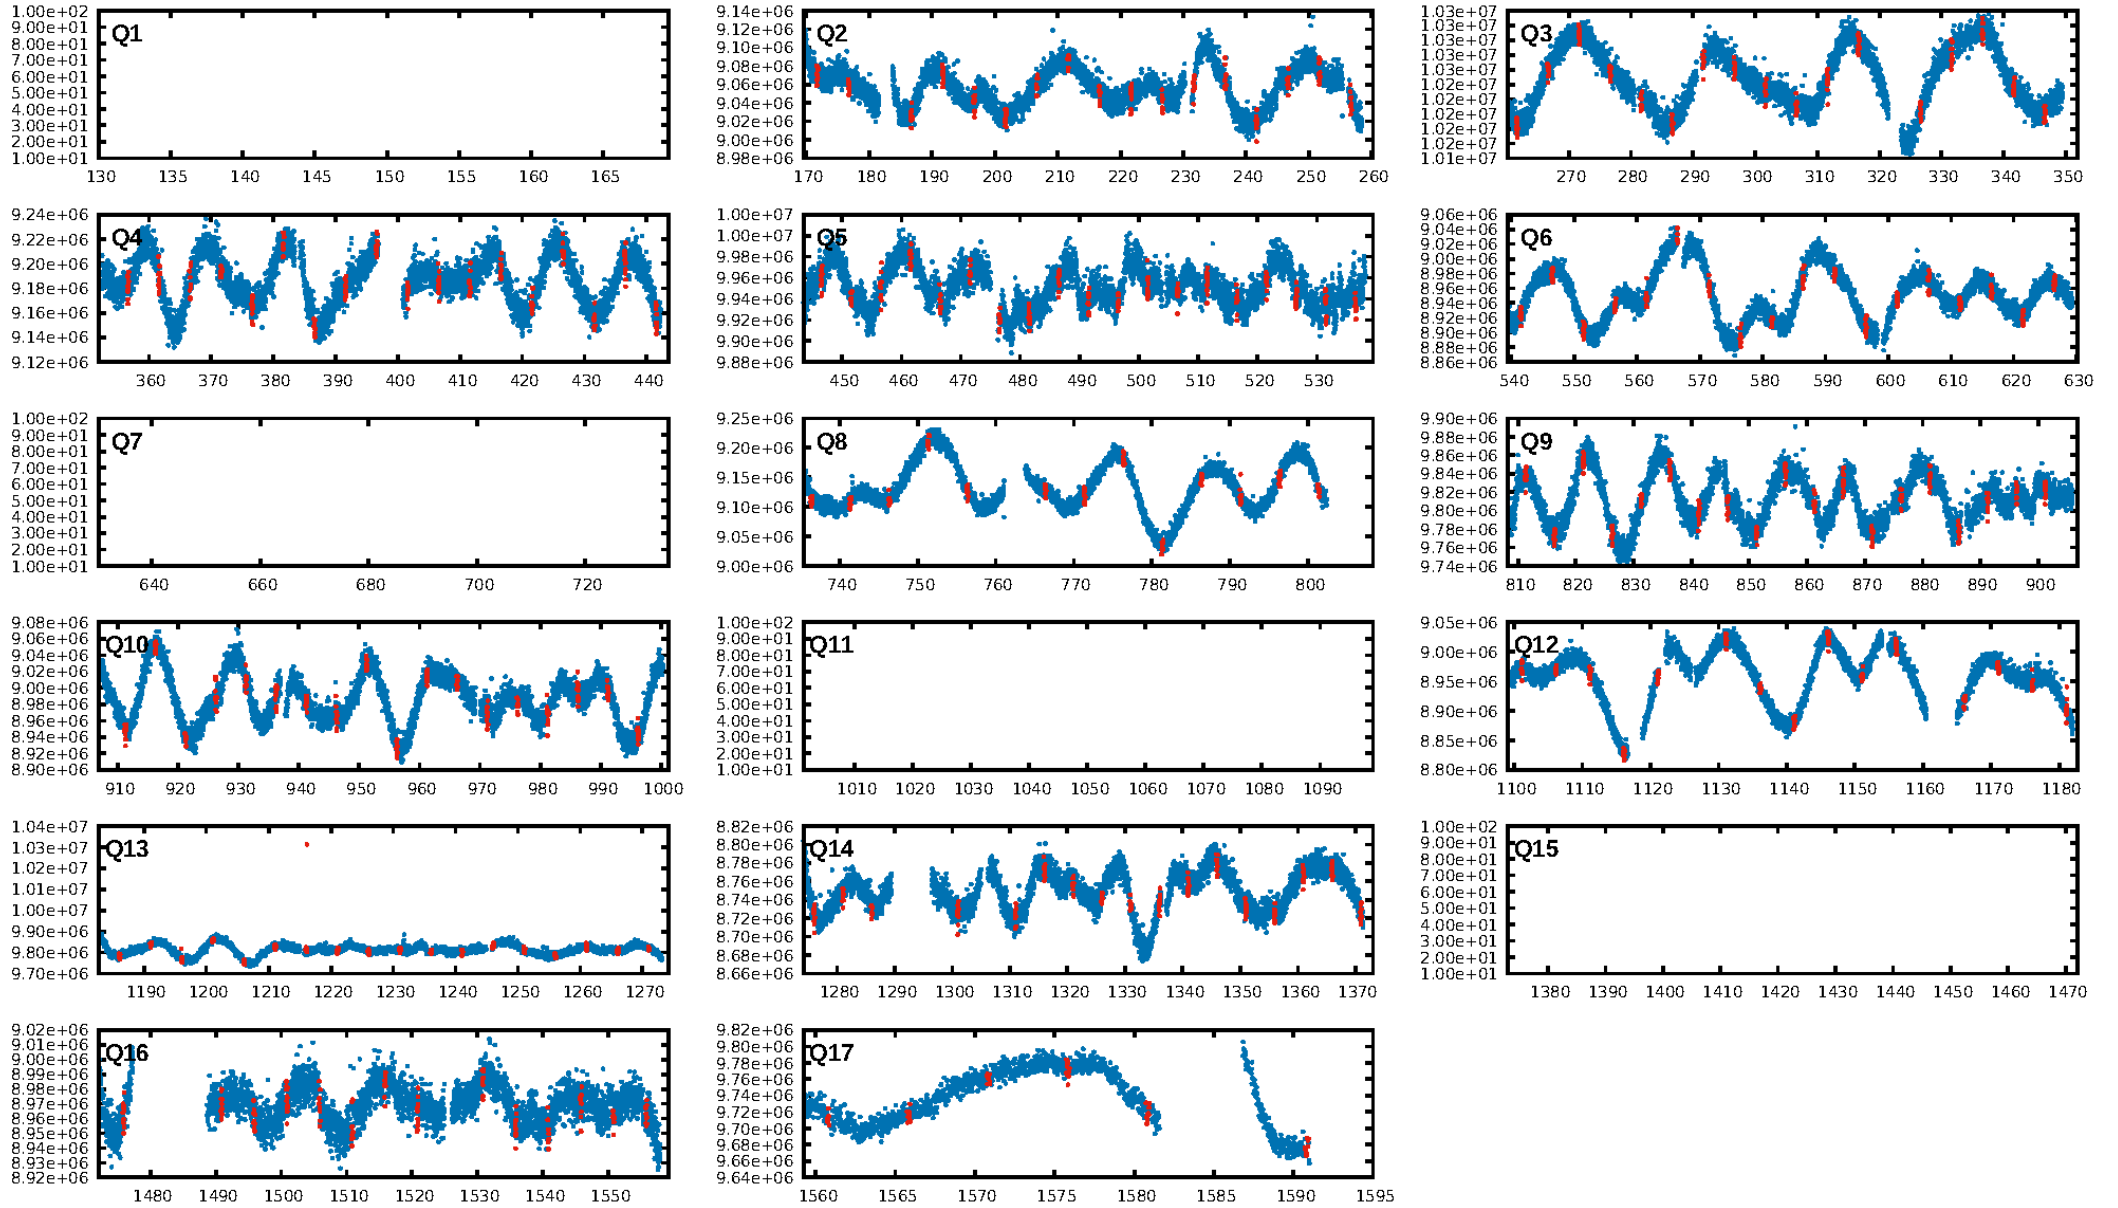 1.00e+02
9.00e+01
8.00e+01
7.00e+01
6.00e+01
5.00e+01
4.00e+01
3.00e+01
2.00e+01
1.00e+01
Q1
130 135 140 145 150 155 160 165
9.14e+06
9.12e+06
9.10e+06
9.08e+06
9.06e+06
9.04e+06
9.02e+06
9.00e+06
8.98e+06
Q2
170 180 190 200 210 220 230 240 250 260
1.03e+07
1.03e+07
1.03e+07
1.03e+07
1.03e+07
1.02e+07
1.02e+07
1.02e+07
1.02e+07
1.02e+07
1.01e+07
Q3
270 280 290 300 310 320 330 340 350
9.24e+06
9.22e+06
9.20e+06
9.18e+06
9.16e+06
9.14e+06
9.12e+06
Q4
360 370 380 390 400 410 420 430 440
1.00e+07
1.00e+07
9.98e+06
9.96e+06
9.94e+06
9.92e+06
9.90e+06
9.88e+06
Q5
450 460 470 480 490 500 510 520 530
9.06e+06
9.04e+06
9.02e+06
9.00e+06
8.98e+06
8.96e+06
8.94e+06
8.92e+06
8.90e+06
8.88e+06
8.86e+06
Q6
540 550 560 570 580 590 600 610 620 630
1.00e+02
9.00e+01
8.00e+01
7.00e+01
6.00e+01
5.00e+01
4.00e+01
3.00e+01
2.00e+01
1.00e+01
Q7
640 660 680 700 720
9.25e+06
9.20e+06
9.15e+06
9.10e+06
9.05e+06
9.00e+06
Q8
740 750 760 770 780 790 800
9.90e+06
9.88e+06
9.86e+06
9.84e+06
9.82e+06
9.80e+06
9.78e+06
9.76e+06
9.74e+06
Q9
810 820 830 840 850 860 870 880 890 900
9.08e+06
9.06e+06
9.04e+06
9.02e+06
9.00e+06
8.98e+06
8.96e+06
8.94e+06
8.92e+06
8.90e+06
Q10
910 920 930 940 950 960 970 980 990 1000
1.00e+02
9.00e+01
8.00e+01
7.00e+01
6.00e+01
5.00e+01
4.00e+01
3.00e+01
2.00e+01
1.00e+01
Q11
1010 1020 1030 1040 1050 1060 1070 1080 1090
9.05e+06
9.00e+06
8.95e+06
8.90e+06
8.85e+06
8.80e+06
Q12
1100 1110 1120 1130 1140 1150 1160 1170 1180
1.04e+07
1.03e+07
1.02e+07
1.01e+07
1.00e+07
9.90e+06
9.80e+06
9.70e+06
Q13
1190 1200 1210 1220 1230 1240 1250 1260 1270
8.82e+06
8.80e+06
8.78e+06
8.76e+06
8.74e+06
8.72e+06
8.70e+06
8.68e+06
8.66e+06
Q14
1280 1290 1300 1310 1320 1330 1340 1350 1360 1370
1.00e+02
9.00e+01
8.00e+01
7.00e+01
6.00e+01
5.00e+01
4.00e+01
3.00e+01
2.00e+01
1.00e+01
Q15
1380 1390 1400 1410 1420 1430 1440 1450 1460 1470
9.02e+06
9.01e+06
9.00e+06
8.99e+06
8.98e+06
8.97e+06
8.96e+06
8.95e+06
8.94e+06
8.93e+06
8.92e+06
Q16
1480 1490 1500 1510 1520 1530 1540 1550
9.82e+06
9.80e+06
9.78e+06
9.76e+06
9.74e+06
9.72e+06
9.70e+06
9.68e+06
9.66e+06
9.64e+06
Q17
1560 1565 1570 1575 1580 1585 1590 1595